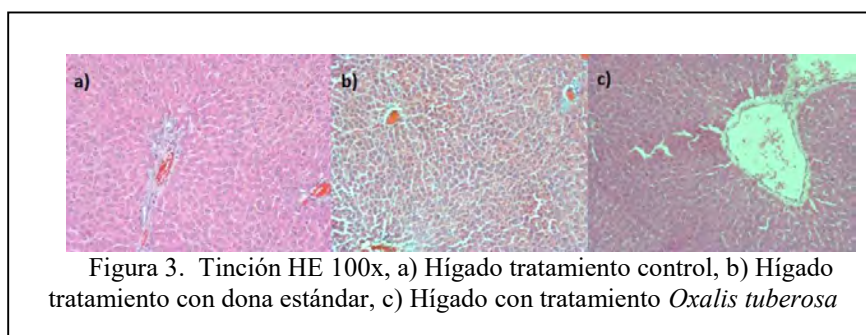 a) b) c)
Figura 3. Tinción HE 100x, a) Hígado tratamiento control, b) Hígado
tratamiento con dona estándar, c) Hígado con tratamiento Oxalis tuberosa